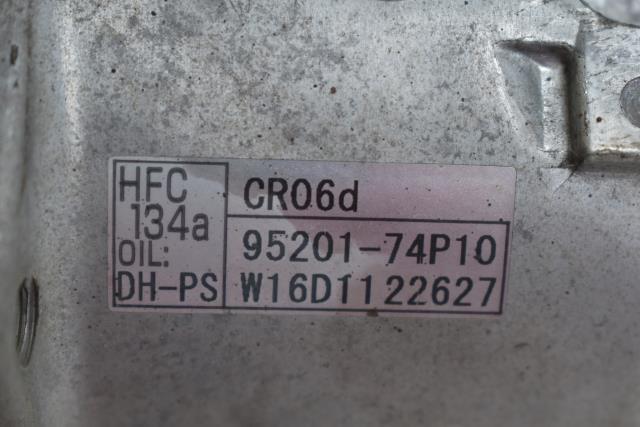 HFC
134a
OIL:
DH-PS
CR06d
95201-74P10
W16D1122627